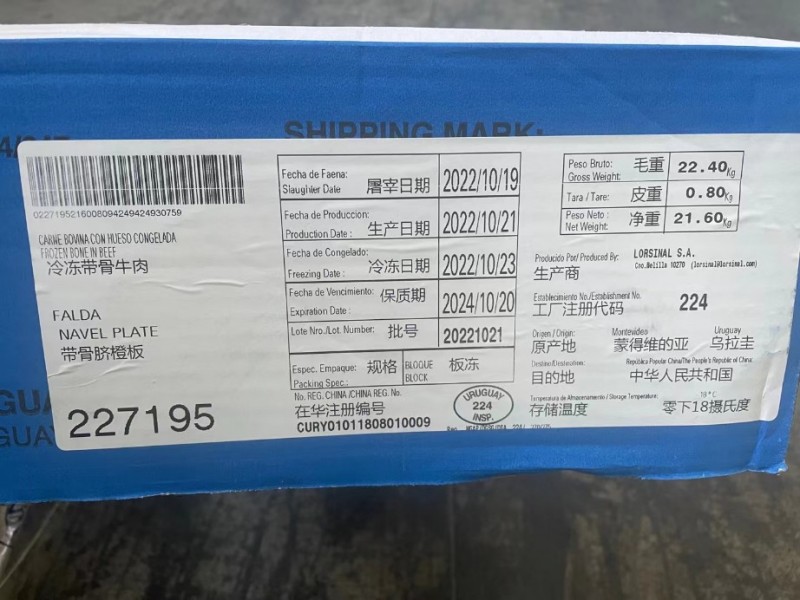 SHIPPING MARK:
0227195216008094249424930759
CARNE BOVINA CON HUESO CONGELADA
FROZEN BONE IN BEEF
冷冻带骨牛肉
FALDA
NAVEL PLATE
带骨脐橙板
227195
Fecha de Faena:
Slaughter Date 屠宰日期 2022/10/19
Fecha de Produccion:
Production Date : 生产日期 2022/10/21
Fecha de Congelado:
Freezing Date : 冷冻日期 2022/10/23
Fecha de Vencimiento: 保质期
Expiration Date : 2024/10/20
Lote Nro./Lot. Number: 批号 20221021
Espec. Empaque: 规格 BLOQUE 板冻
Packing Spec.: BLOCK
No. REG. CHINA /CHINA REG. No.
在华注册编号
CURY01011808010009
URUGUAY
224
INSP.
Peso Bruto: 毛重 22.40Kg
Gross Weight:
Tara / Tare: 皮重 0.80Kg
Peso Neto : 净重 21.60Kg
Net Weight:
Producido Por/Produced By: LORSINAL S.A.
生产商 Cno.Melilla 10270 (lorsinal@lorsinal.com)
Establecimiento No./Establishment No.
工厂注册代码 224
Origen / Origin: Montevideo Uruguay
原产地 蒙得维的亚 乌拉圭
Destino/Destination: Republica Popular China/The People's Republic of China
目的地 中华人民共和国
Temperatura de Almacenamiento / Storage Temperature: 18°C
存储温度 零下18摄氏度